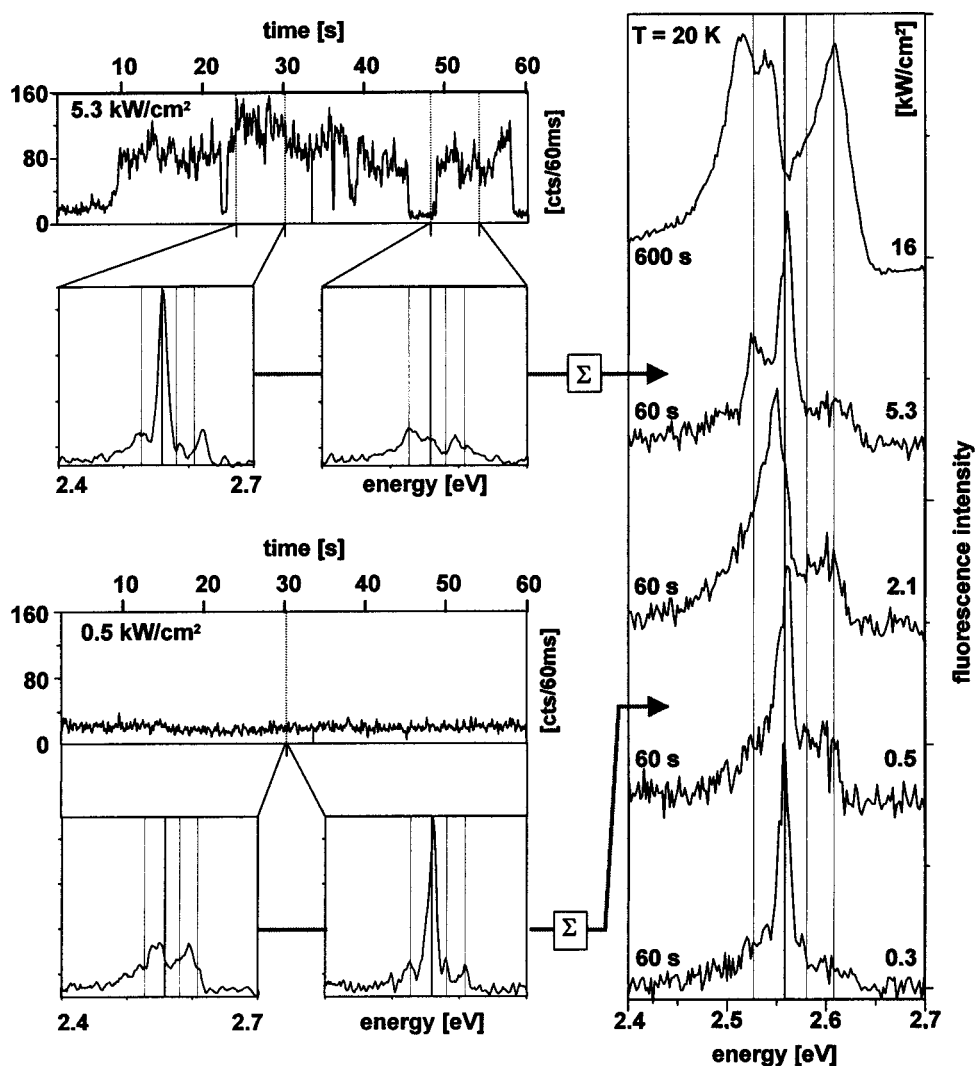 time [s]
10 20 30 40 50 60
160
80
0
5.3 kW/cm²
[cts/60ms]
2.4 2.7
energy [eV]
Σ
time [s]
10 20 30 40 50 60
160
80
0
0.5 kW/cm²
[cts/60ms]
2.4 2.7
energy [eV]
Σ
T = 20 K
[kW/cm²]
600 s 16
60 s 5.3
60 s 2.1
60 s 0.5
60 s 0.3
2.4 2.5 2.6 2.7
energy [eV]
fluorescence intensity